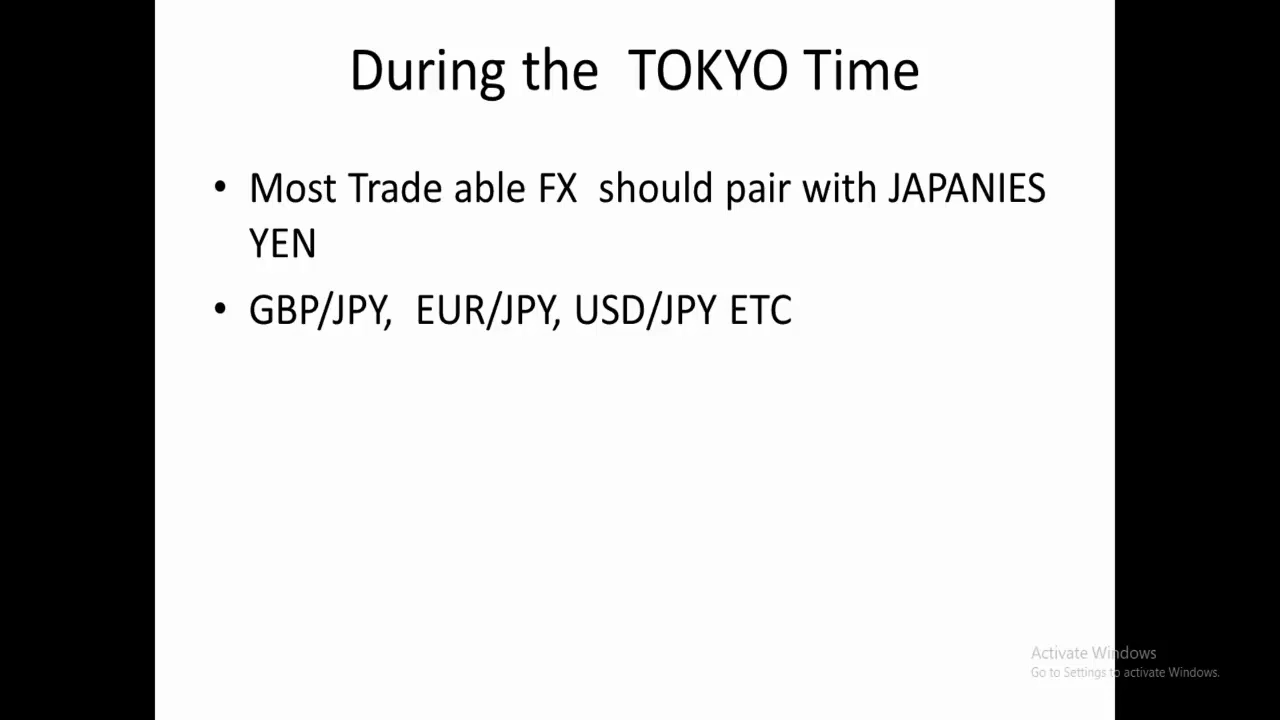 During the  TOKYO Time
• Most Trade able FX  should pair with JAPANIES
YEN
• GBP/JPY,  EUR/JPY, USD/JPY ETC
Activate Windows
Go to Settings to activate Windows.